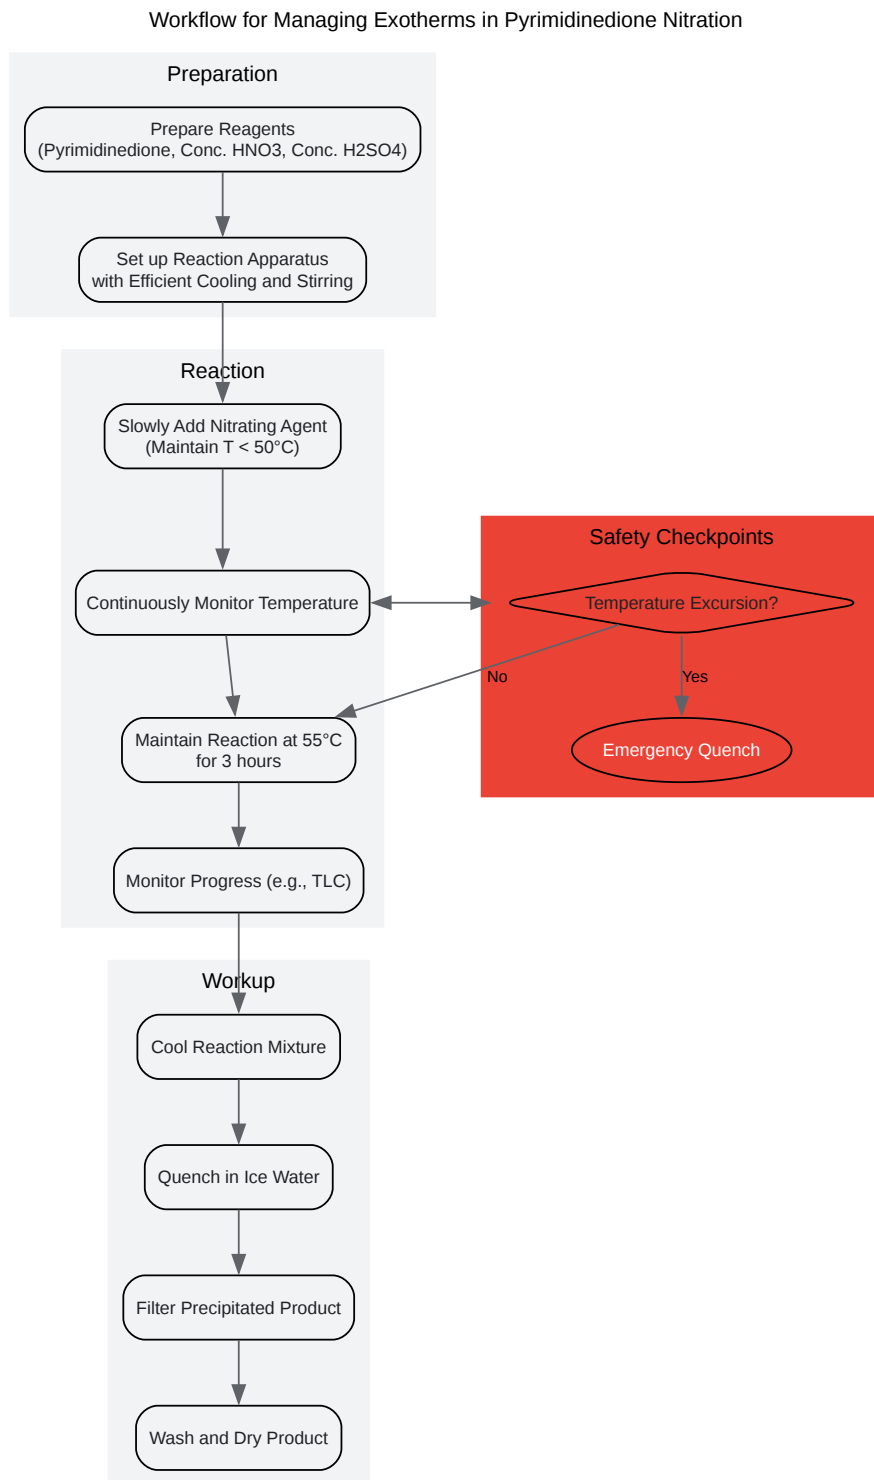 Workflow for Managing Exotherms in Pyrimidinedione Nitration
Preparation
Prepare Reagents
(Pyrimidinedione, Conc. HNO3, Conc. H2SO4)
Set up Reaction Apparatus
with Efficient Cooling and Stirring
Reaction
Slowly Add Nitrating Agent
(Maintain T < 50°C)
Continuously Monitor Temperature
Safety Checkpoints
Temperature Excursion?
No
Yes
Maintain Reaction at 55°C
for 3 hours
Emergency Quench
Monitor Progress (e.g., TLC)
Workup
Cool Reaction Mixture
Quench in Ice Water
Filter Precipitated Product
Wash and Dry Product